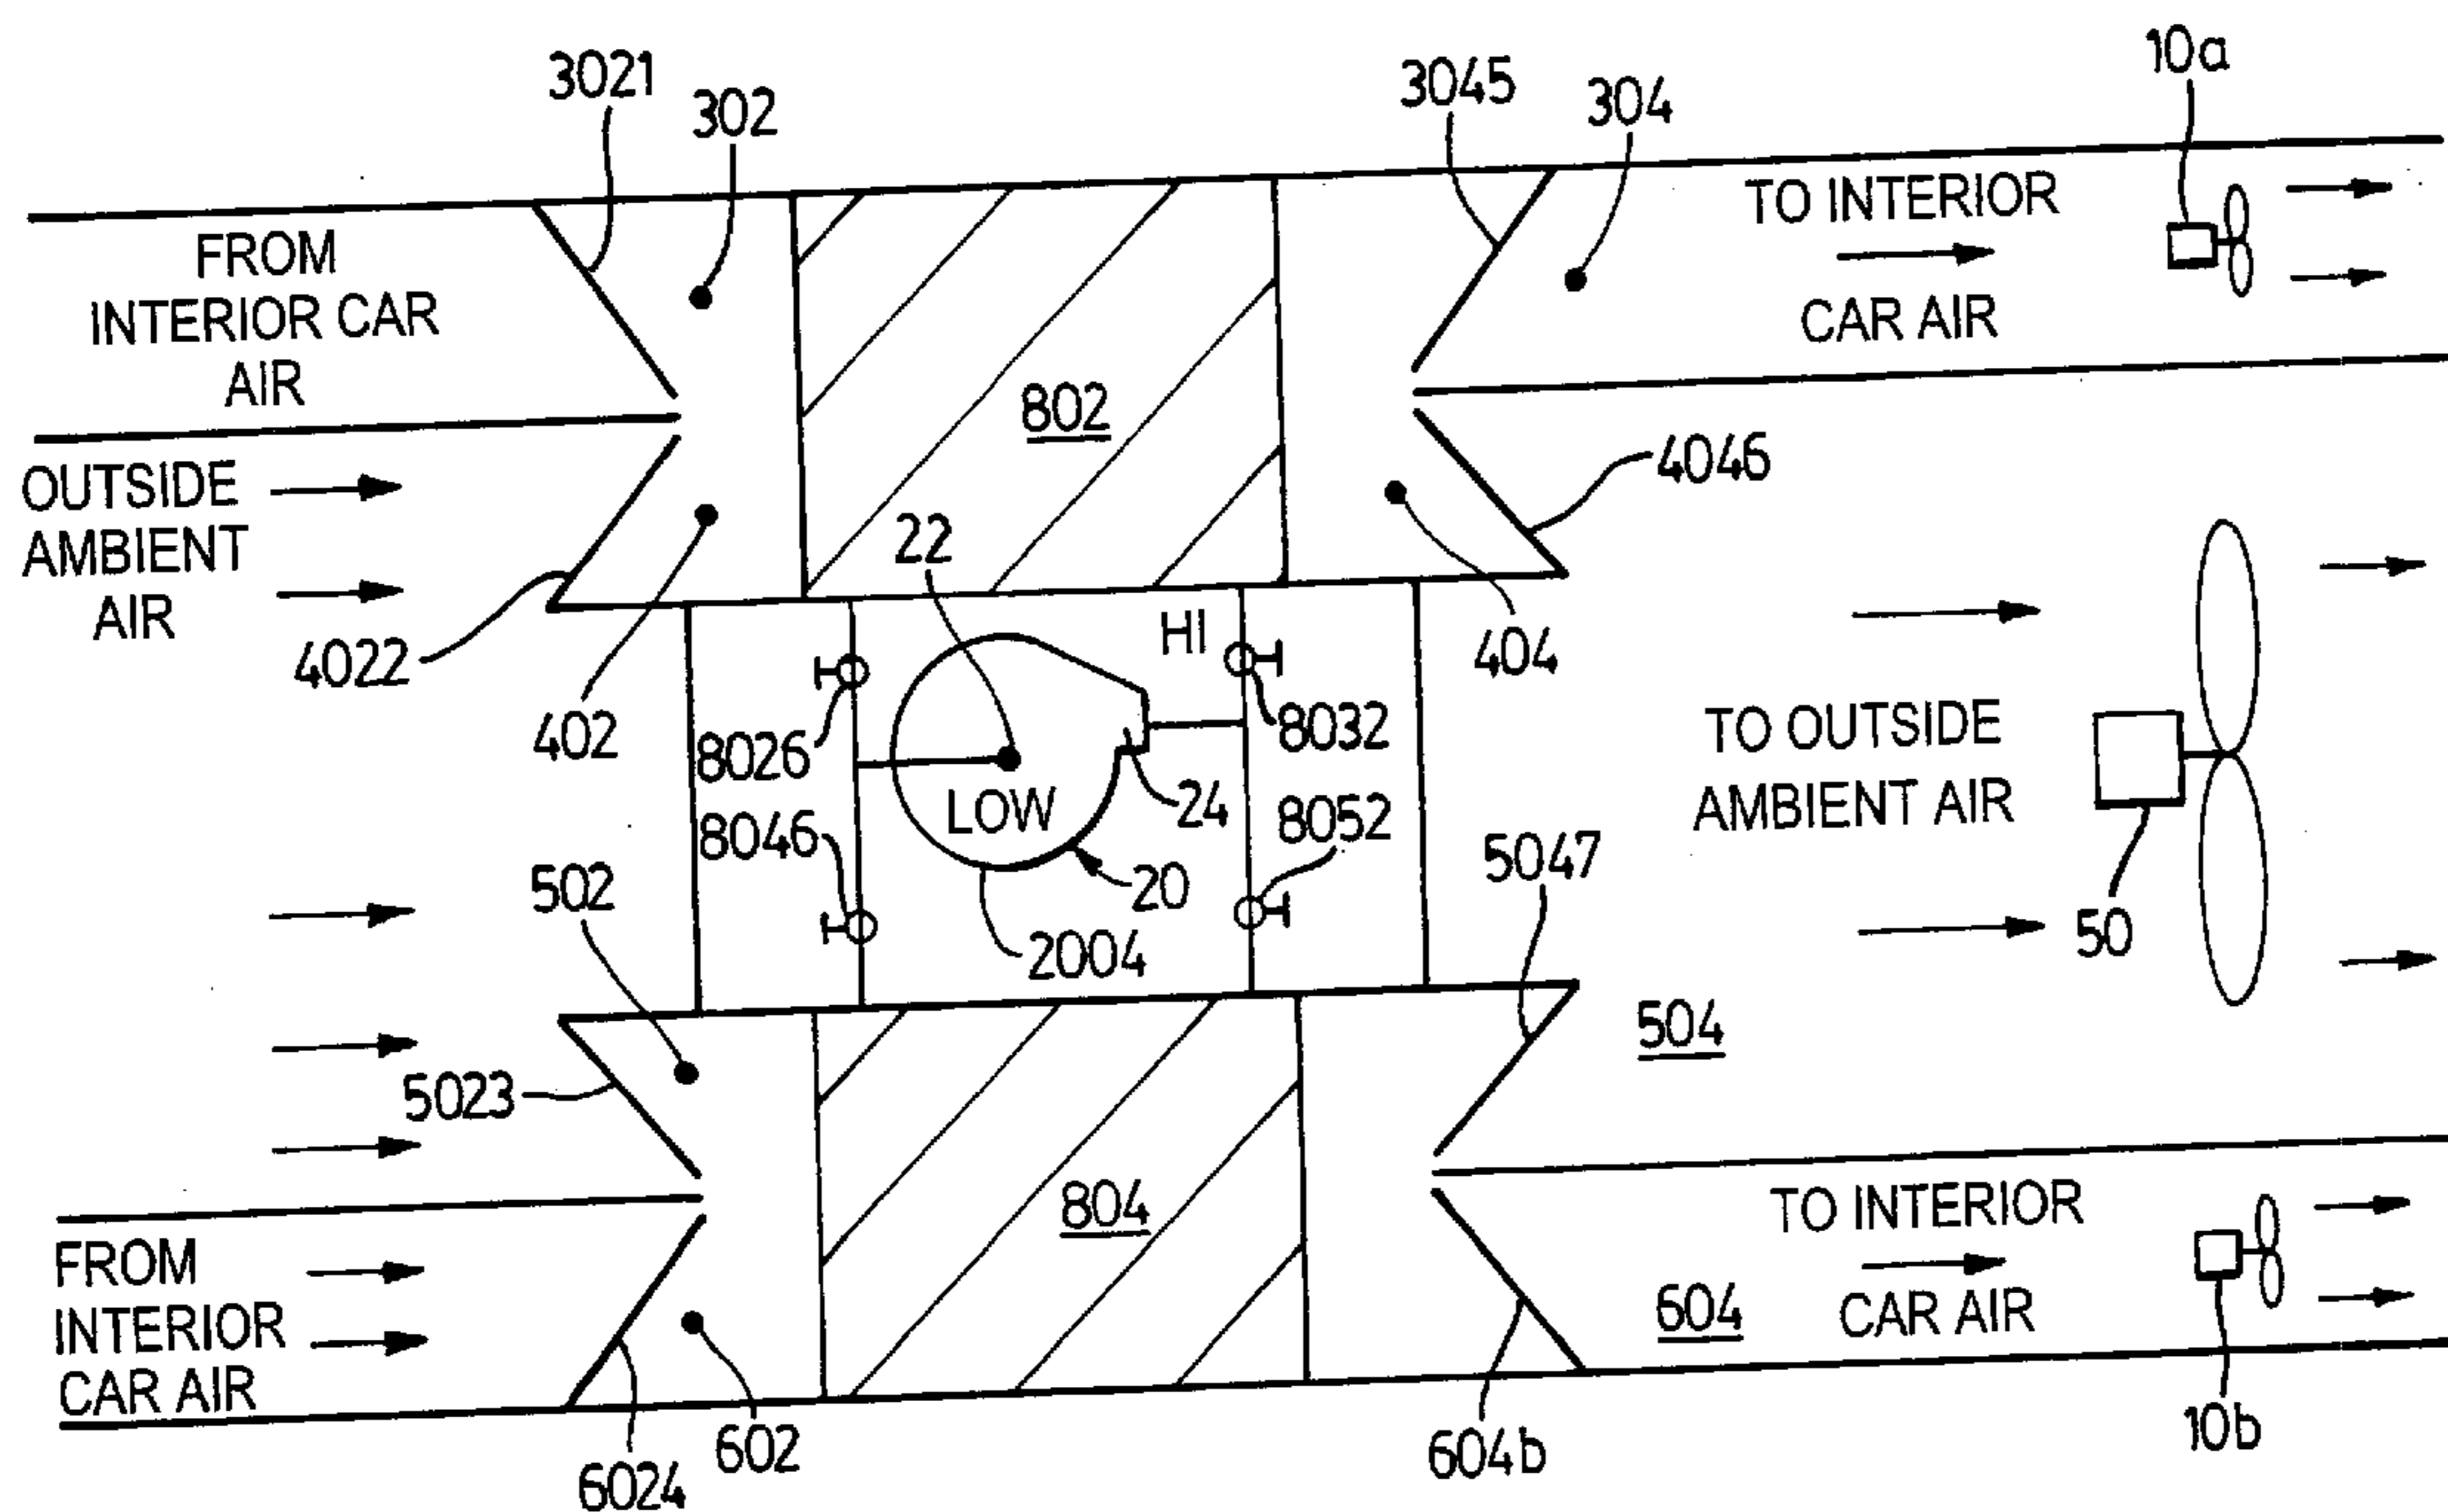 10a
3021
302
3045
304
FROM
INTERIOR CAR
AIR
TO INTERIOR
CAR AIR
802
4046
OUTSIDE
AMBIENT
AIR
22
HI
4022
404
402
8026
8032
LOW
24
TO OUTSIDE
AMBIENT AIR
8046
8052
5047
502
20
2004
50
504
5023
804
TO INTERIOR
CAR AIR
604
FROM
INTERIOR
CAR AIR
602
6024
604b
10b